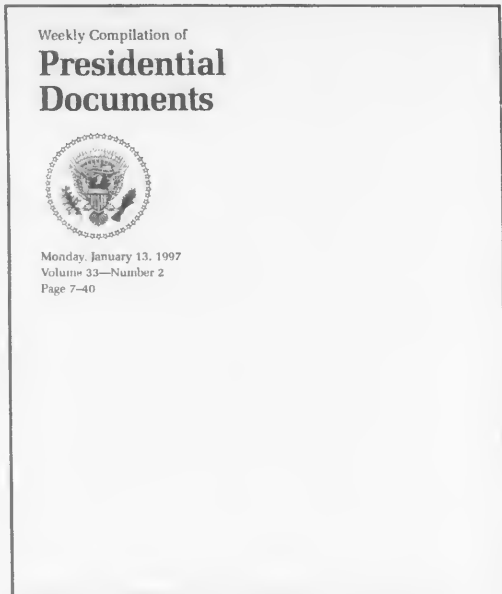 Weekly Compilation of
Presidential
Documents
Monday, January 13, 1997
Volume 33—Number 2
Page 7–40